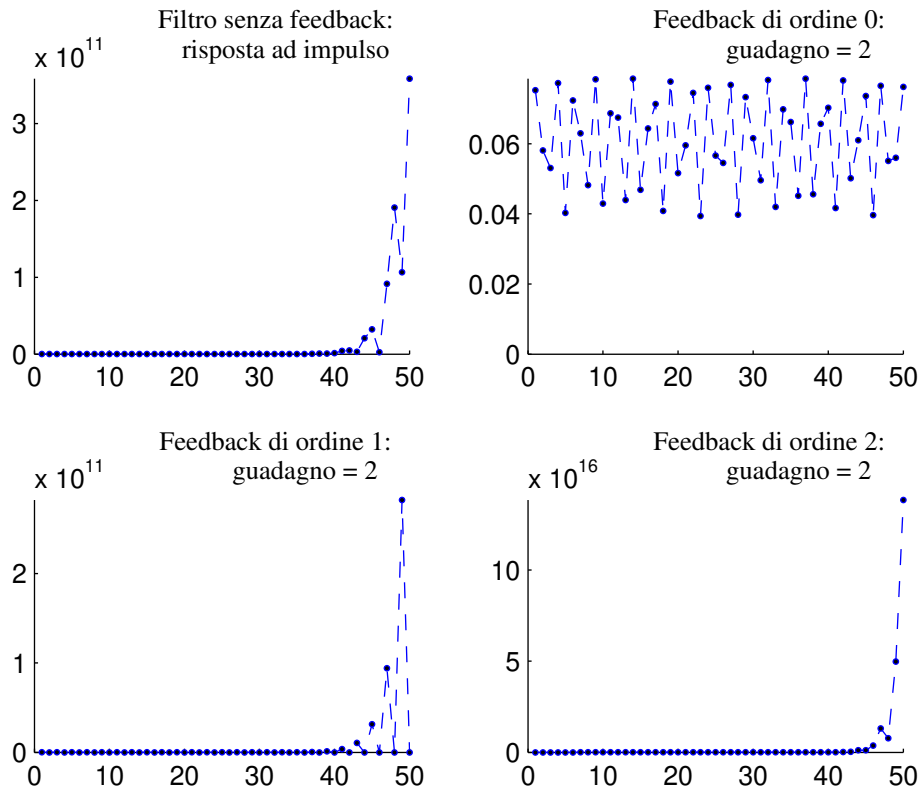 Filtro senza feedback:
risposta ad impulso
x 10^11
3
2
1
0
0 10 20 30 40 50
Feedback di ordine 0:
guadagno = 2
0.06
0.04
0.02
0
0 10 20 30 40 50
Feedback di ordine 1:
guadagno = 2
x 10^11
2
1
0
0 10 20 30 40 50
Feedback di ordine 2:
guadagno = 2
x 10^16
10
5
0
0 10 20 30 40 50